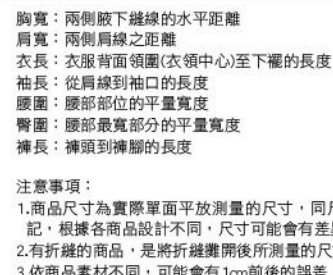 胸寬：兩側腋下縫線的水平距離
肩寬：兩側肩線之距離
衣長：衣服背面領圍(衣領中心)至下襬的長度
袖長：從肩線到袖口的長度
腰圍：腰部部位的平量寬度
臀圍：腰部最寬部分的平量寬度
褲長：褲頭到褲腳的長度
注意事項：
1.商品尺寸為實際單面平放測量的尺寸，同
記，根據各商品設計不同，尺寸可能會有差
2.有折縫的商品，是將折縫攤開後所測量的尺
3.依商品素材不同，可能會有1cm前後的誤差